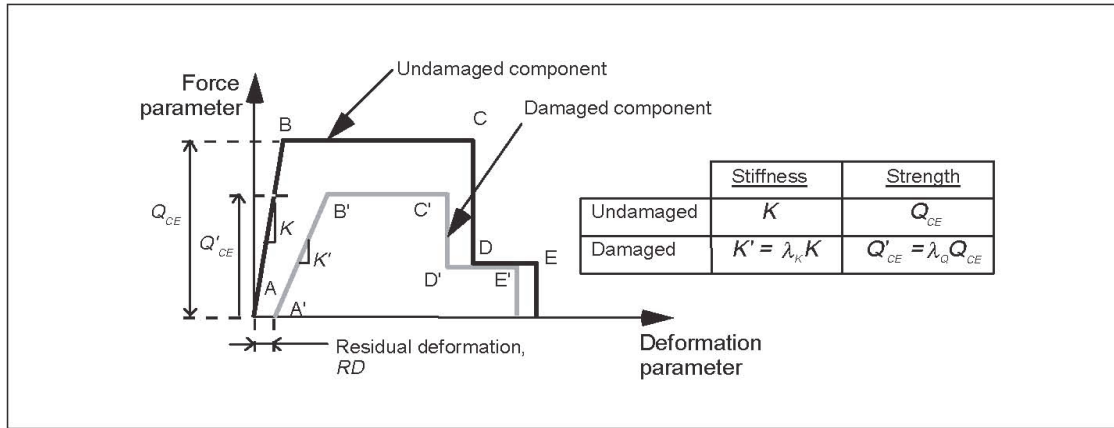 Undamaged component
Force
parameter
Damaged component
B
C
Q_CE
Q'_CE
B'
C'
K
K'
A
A'
D
E
D'
E'
Residual deformation,
RD
Deformation
parameter
Stiffness Strength
Undamaged K Q_CE
Damaged K' = λ_K K Q'_CE = λ_Q Q_CE